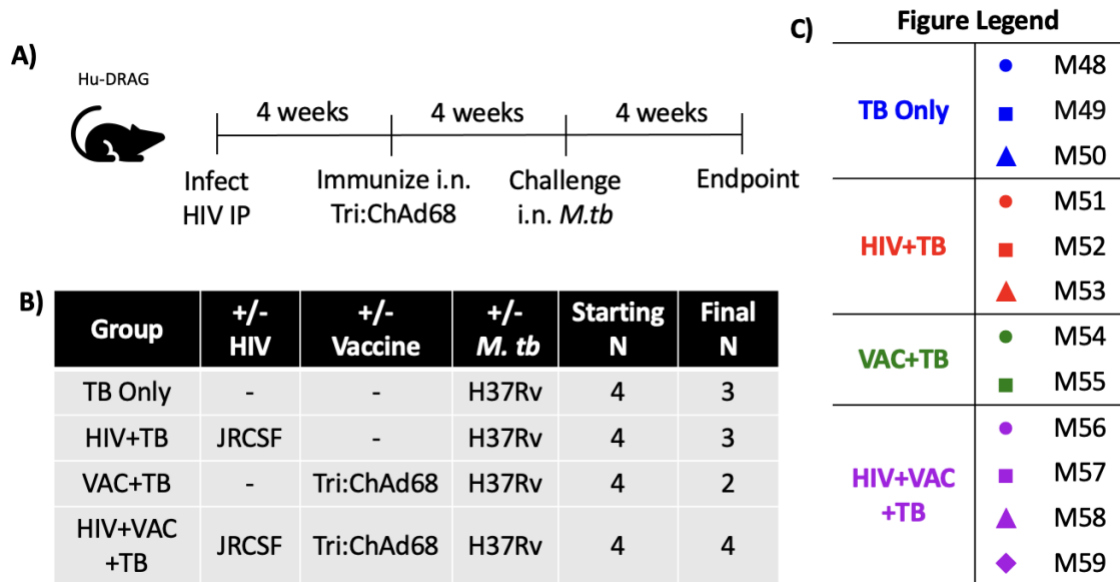 A)
Hu-DRAG
4 weeks 4 weeks 4 weeks
Infect Immunize i.n. Challenge Endpoint
HIV IP Tri:ChAd68 i.n. M.tb
B)
Group +/- HIV +/- Vaccine +/- M. tb Starting N Final N
TB Only - - H37Rv 4 3
HIV+TB JRCSF - H37Rv 4 3
VAC+TB - Tri:ChAd68 H37Rv 4 2
HIV+VAC +TB JRCSF Tri:ChAd68 H37Rv 4 4
C)
Figure Legend
TB Only
M48
M49
M50
HIV+TB
M51
M52
M53
VAC+TB
M54
M55
HIV+VAC
+TB
M56
M57
M58
M59